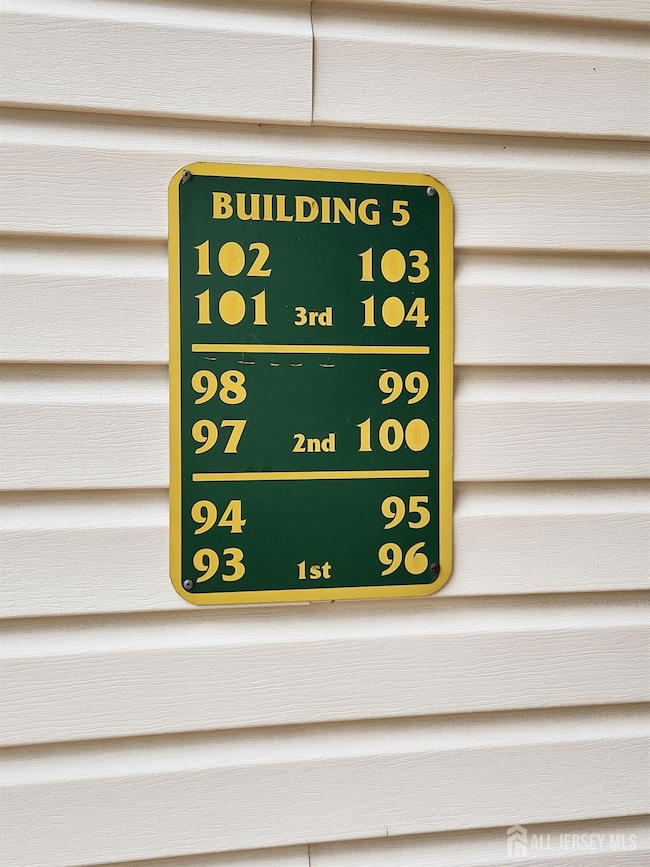 BUILDING 5
102 103
101 3rd 104
98 99
97 2nd 100
94 95
93 1st 96
ALL JERSEY MLS